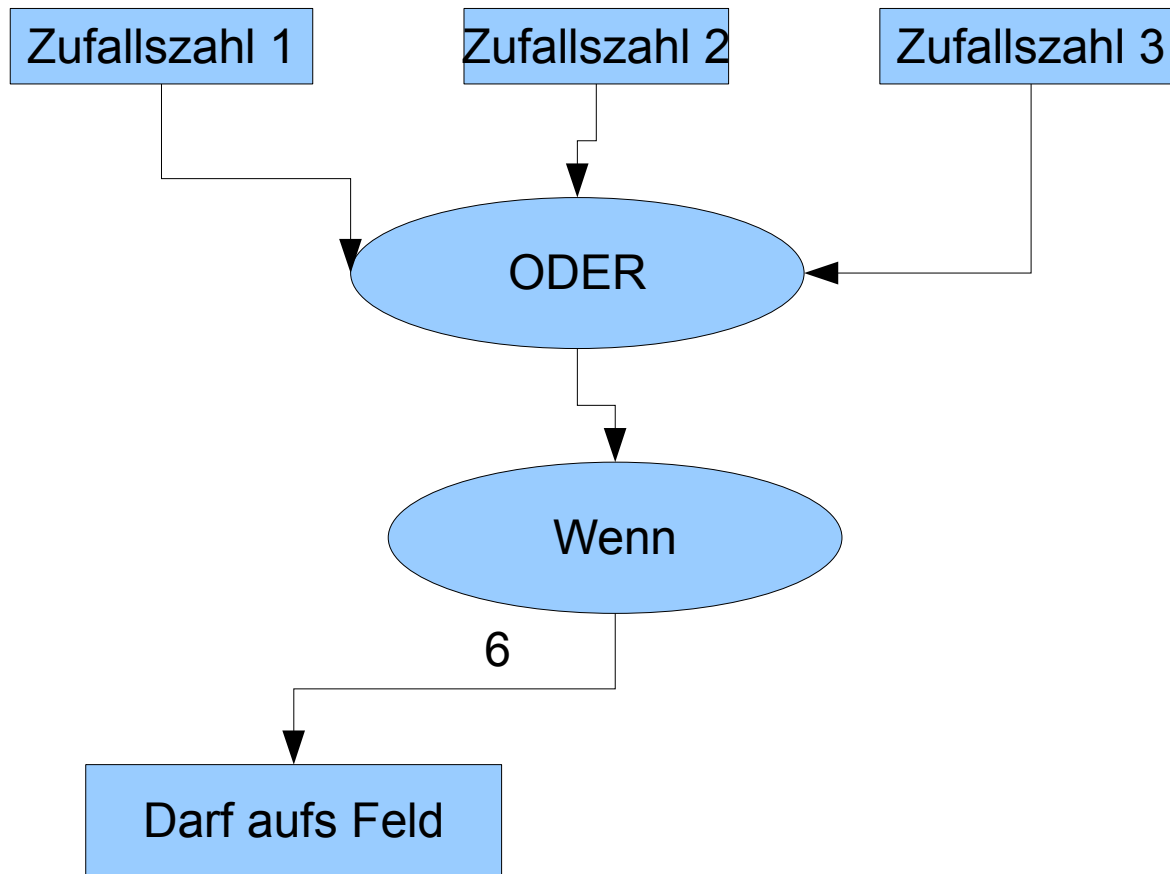 Zufallszahl 1
Zufallszahl 2
Zufallszahl 3
ODER
Wenn
6
Darf aufs Feld